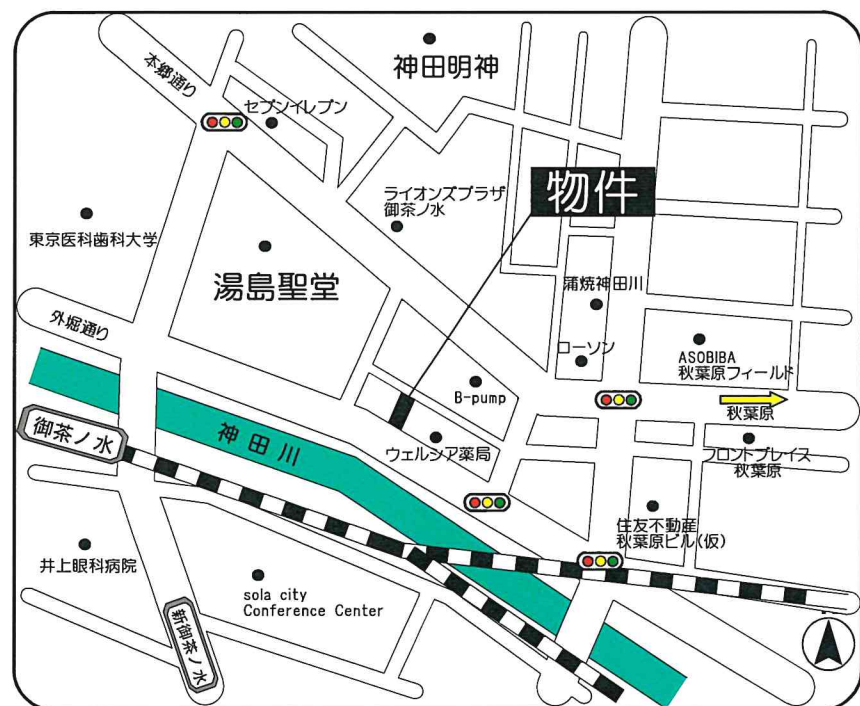 本郷通り
神田明神
セブンイレブン
物件
ライオンズプラザ
御茶ノ水
東京医科歯科大学
湯島聖堂
蒲焼神田川
外堀通り
ローソン
ASOBIBA
秋葉原フィールド
B-pump
秋葉原
御茶ノ水
神田川
ウェルシア薬局
フロントプレイス
秋葉原
住友不動産
秋葉原ビル(仮)
井上眼科病院
sola city
Conference Center
新御茶ノ水